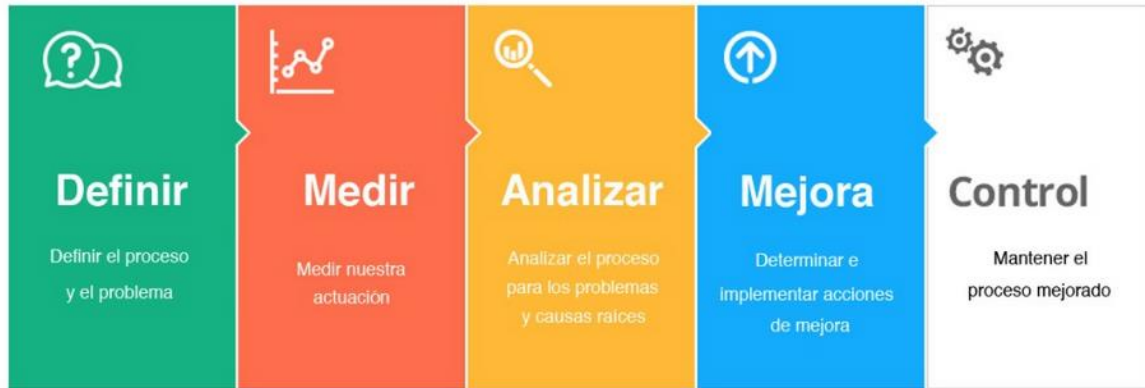 ?
Definir
Definir el proceso
y el problema
Medir
Medir nuestra
actuación
Analizar
Analizar el proceso
para los problemas
y causas raíces
Mejora
Determinar e
implementar acciones
de mejora
Control
Mantener el
proceso mejorado